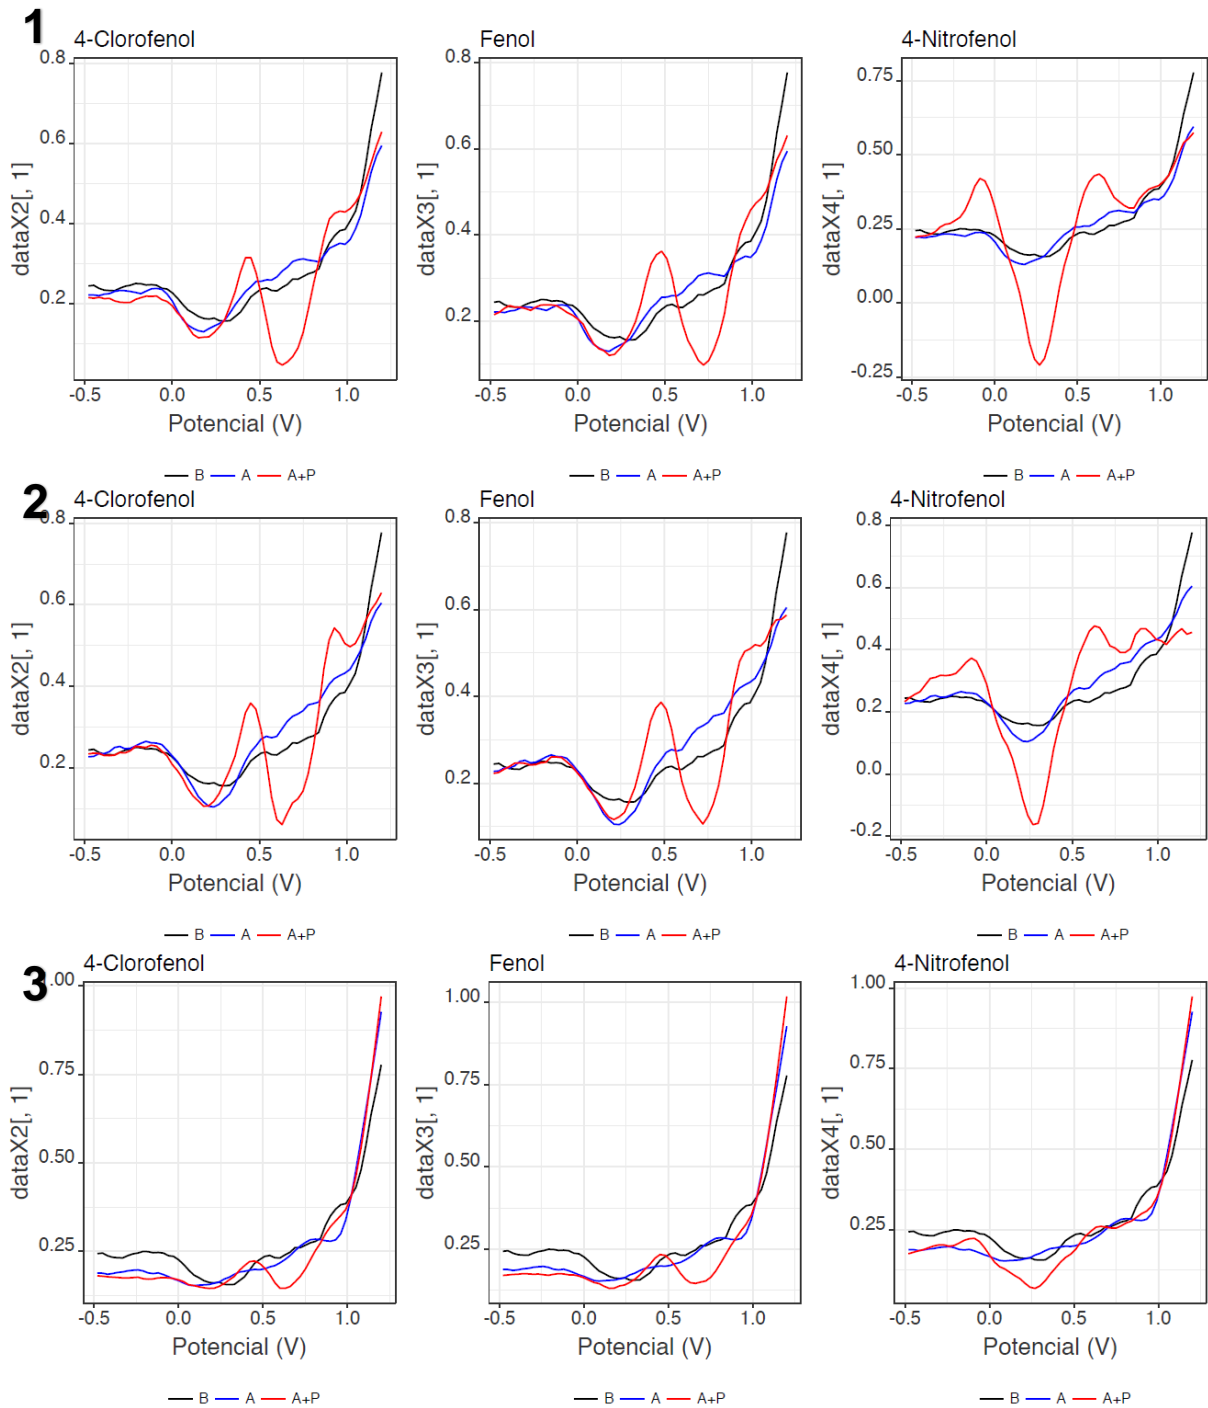 1
4-Clorofenol Fenol 4-Nitrofenol
dataX2[, 1] dataX3[, 1] dataX4[, 1]
0.8 0.6 0.4 0.2
0.8 0.6 0.4 0.2
0.75 0.50 0.25 0.00 -0.25
-0.5 0.0 0.5 1.0 -0.5 0.0 0.5 1.0 -0.5 0.0 0.5 1.0
Potencial (V) Potencial (V) Potencial (V)
B A A+P B A A+P B A A+P
2
4-Clorofenol Fenol 4-Nitrofenol
dataX2[, 1] dataX3[, 1] dataX4[, 1]
0.8 0.6 0.4 0.2
0.8 0.6 0.4 0.2
0.8 0.6 0.4 0.2 0.0 -0.2
-0.5 0.0 0.5 1.0 -0.5 0.0 0.5 1.0 -0.5 0.0 0.5 1.0
Potencial (V) Potencial (V) Potencial (V)
B A A+P B A A+P B A A+P
3
4-Clorofenol Fenol 4-Nitrofenol
dataX2[, 1] dataX3[, 1] dataX4[, 1]
.00 0.75 0.50 0.25
1.00 0.75 0.50 0.25
1.00 0.75 0.50 0.25
-0.5 0.0 0.5 1.0 -0.5 0.0 0.5 1.0 -0.5 0.0 0.5 1.0
Potencial (V) Potencial (V) Potencial (V)
B A A+P B A A+P B A A+P